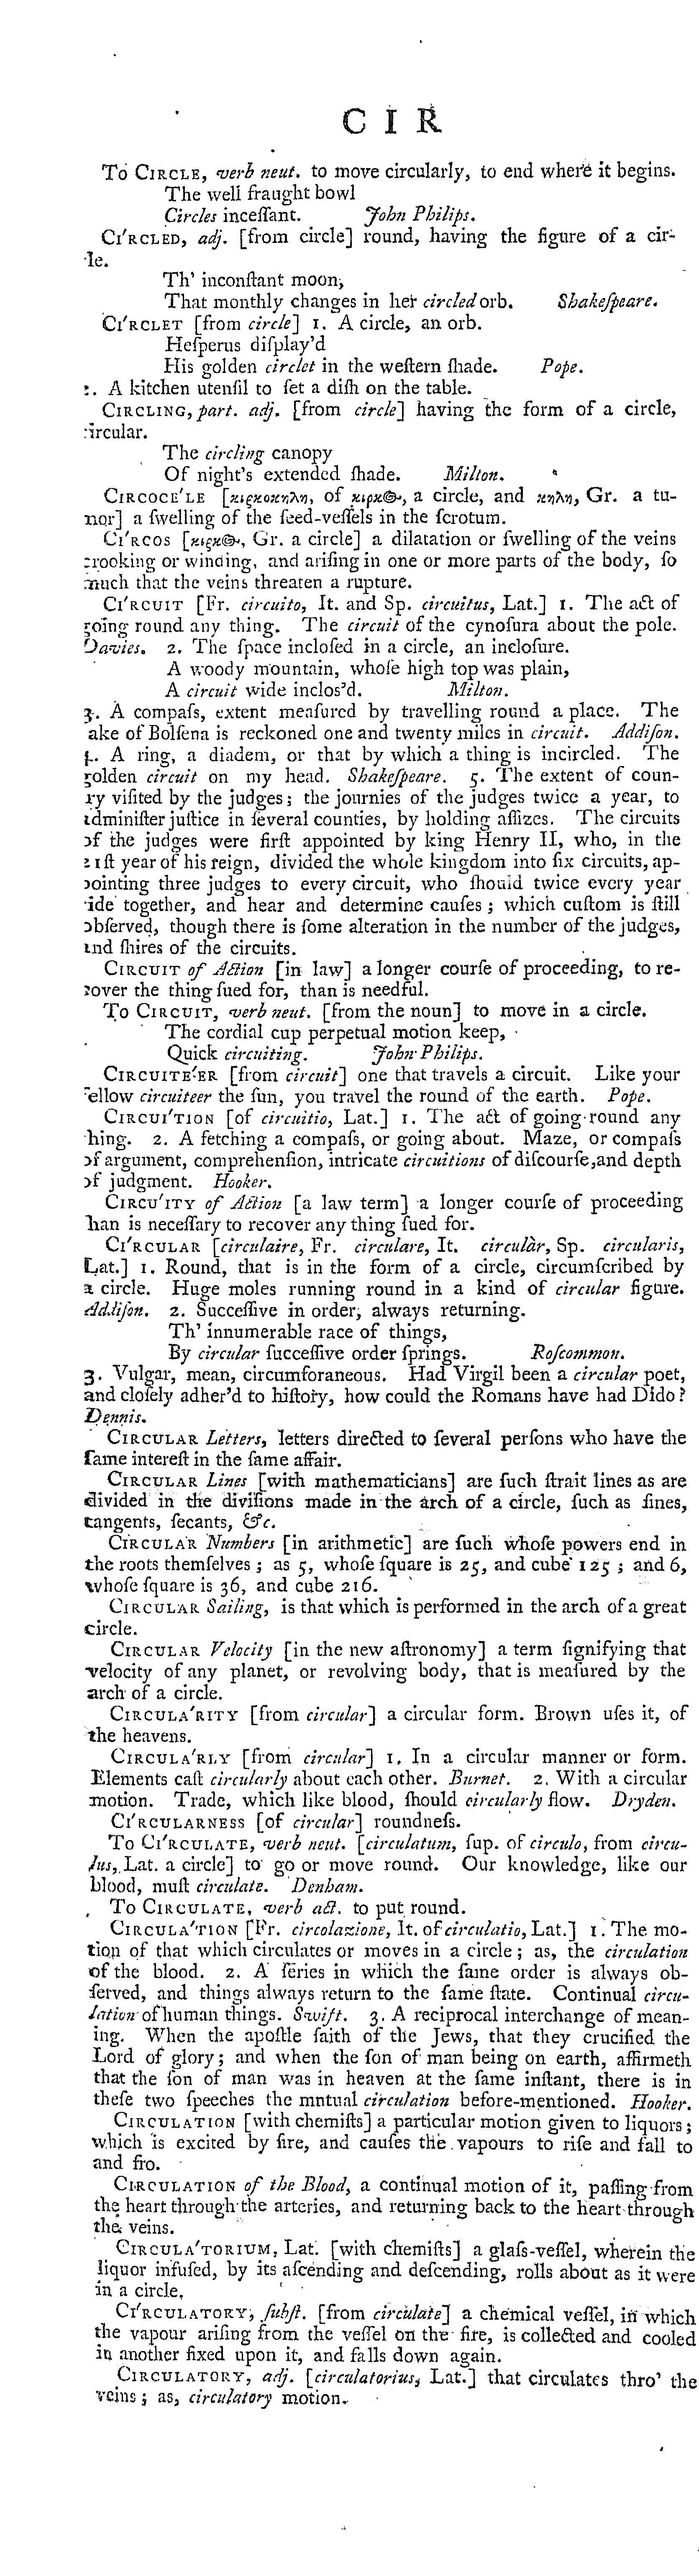 C I R
To CIRCLE, verb neut. to move circularly, to end where it begins.
The well fraught bowl
Circles inceſſant. John Philips.
CI'RCLED, adj. [from circle] round, having the figure of a cir-
le.
Th' inconſtant moon,
That monthly changes in her circled orb. Shakeſpeare.
CI'RCLET [from circle] 1. A circle, an orb.
Heſperus diſplay'd
His golden circlet in the weſtern ſhade. Pope.
2. A kitchen utenſil to ſet a diſh on the table.
CIRCLING, part. adj. [from circle] having the form of a circle,
circular.
The circling canopy
Of night's extended ſhade. Milton.
CIRCOCE'LE [κιρκοκηλη, of κιρκ@, a circle, and κηλη, Gr. a tu-
mor] a ſwelling of the ſeed-veſſels in the ſcrotum.
CI'RCOS [κιρκ@, Gr. a circle] a dilatation or ſwelling of the veins
crooking or winding, and ariſing in one or more parts of the body, ſo
much that the veins threaten a rupture.
CI'RCUIT [Fr. circuito, It. and Sp. circuitus, Lat.] 1. The act of
going round any thing. The circuit of the cynoſura about the pole.
Davies. 2. The ſpace incloſed in a circle, an incloſure.
A woody mountain, whoſe high top was plain,
A circuit wide inclos'd. Milton.
3. A compaſs, extent meaſured by travelling round a place. The
ake of Bolſena is reckoned one and twenty miles in circuit. Addiſon.
4. A ring, a diadem, or that by which a thing is incircled. The
golden circuit on my head. Shakeſpeare. 5. The extent of coun-
ry viſited by the judges; the journies of the judges twice a year, to
adminiſter juſtice in ſeveral counties, by holding aſſizes. The circuits
of the judges were firſt appointed by king Henry II, who, in the
21ſt year of his reign, divided the whole kingdom into ſix circuits, ap-
pointing three judges to every circuit, who ſhould twice every year
ride together, and hear and determine cauſes; which cuſtom is ſtill
obſerved, though there is ſome alteration in the number of the judges,
and ſhires of the circuits.
CIRCUIT of Action [in law] a longer courſe of proceeding, to re-
cover the thing ſued for, than is needful.
To CIRCUIT, verb neut. [from the noun] to move in a circle.
The cordial cup perpetual motion keep,
Quick circuiting. John Philips.
CIRCUITE'ER [from circuit] one that travels a circuit. Like your
fellow circuiteer the ſun, you travel the round of the earth. Pope.
CIRCUI'TION [of circuitio, Lat.] 1. The act of going round any
thing. 2. A fetching a compaſs, or going about. Maze, or compaſs
of argument, comprehenſion, intricate circuitions of diſcourſe, and depth
of judgment. Hooker.
CIRCU'ITY of Action [a law term] a longer courſe of proceeding
than is neceſſary to recover any thing ſued for.
CI'RCULAR [circulaire, Fr. circulare, It. circulàr, Sp. circularis,
Lat.] 1. Round, that is in the form of a circle, circumſcribed by
a circle. Huge moles running round in a kind of circular figure.
Addiſon. 2. Succeſſive in order, always returning.
Th' innumerable race of things,
By circular ſucceſſive order ſprings. Roſcommon.
3. Vulgar, mean, circumforaneous. Had Virgil been a circular poet,
and cloſely adher'd to hiſtory, how could the Romans have had Dido?
Dennis.
CIRCULAR Letters, letters directed to ſeveral perſons who have the
ſame intereſt in the ſame affair.
CIRCULAR Lines [with mathematicians] are ſuch ſtrait lines as are
divided in the diviſions made in the arch of a circle, ſuch as ſines,
tangents, ſecants, &c.
CIRCULAR Numbers [in arithmetic] are ſuch whoſe powers end in
the roots themſelves; as 5, whoſe ſquare is 25, and cube 125; and 6,
whoſe ſquare is 36, and cube 216.
CIRCULAR Sailing, is that which is performed in the arch of a great
circle.
CIRCULAR Velocity [in the new aſtronomy] a term ſignifying that
velocity of any planet, or revolving body, that is meaſured by the
arch of a circle.
CIRCULA'RITY [from circular] a circular form. Brown uſes it, of
the heavens.
CIRCULA'RLY [from circular] 1. In a circular manner or form.
Elements caſt circularly about each other. Burnet. 2. With a circular
motion. Trade, which like blood, ſhould circularly flow. Dryden.
CI'RCULARNESS [of circular] roundneſs.
To CI'RCULATE, verb neut. [circulatum, ſup. of circulo, from circu-
lus, Lat. a circle] to go or move round. Our knowledge, like our
blood, muſt circulate. Denham.
To CIRCULATE, verb act. to put round.
CIRCULA'TION [Fr. circolazione, It. of circulatio, Lat.] 1. The mo-
tion of that which circulates or moves in a circle; as, the circulation
of the blood. 2. A ſeries in which the ſame order is always ob-
ſerved, and things always return to the ſame ſtate. Continual circu-
lation of human things. Swift. 3. A reciprocal interchange of mean-
ing. When the apoſtle ſaith of the Jews, that they crucified the
Lord of glory; and when the ſon of man being on earth, affirmeth
that the ſon of man was in heaven at the ſame inſtant, there is in
theſe two ſpeeches the mntual circulation before-mentioned. Hooker.
CIRCULATION [with chemiſts] a particular motion given to liquors;
which is excited by fire, and cauſes the vapours to riſe and fall to
and fro.
CIRCULATION of the Blood, a continual motion of it, paſſing from
the heart through the arteries, and returning back to the heart through
the veins.
CIRCULA'TORIUM, Lat. [with chemiſts] a glaſs-veſſel, wherein the
liquor infuſed, by its aſcending and deſcending, rolls about as it were
in a circle.
CI'RCULATORY, ſubſt. [from circulate] a chemical veſſel, in which
the vapour ariſing from the veſſel on the fire, is collected and cooled
in another fixed upon it, and falls down again.
CIRCULATORY, adj. [circulatorius, Lat.] that circulates thro' the
veins; as, circulatory motion.